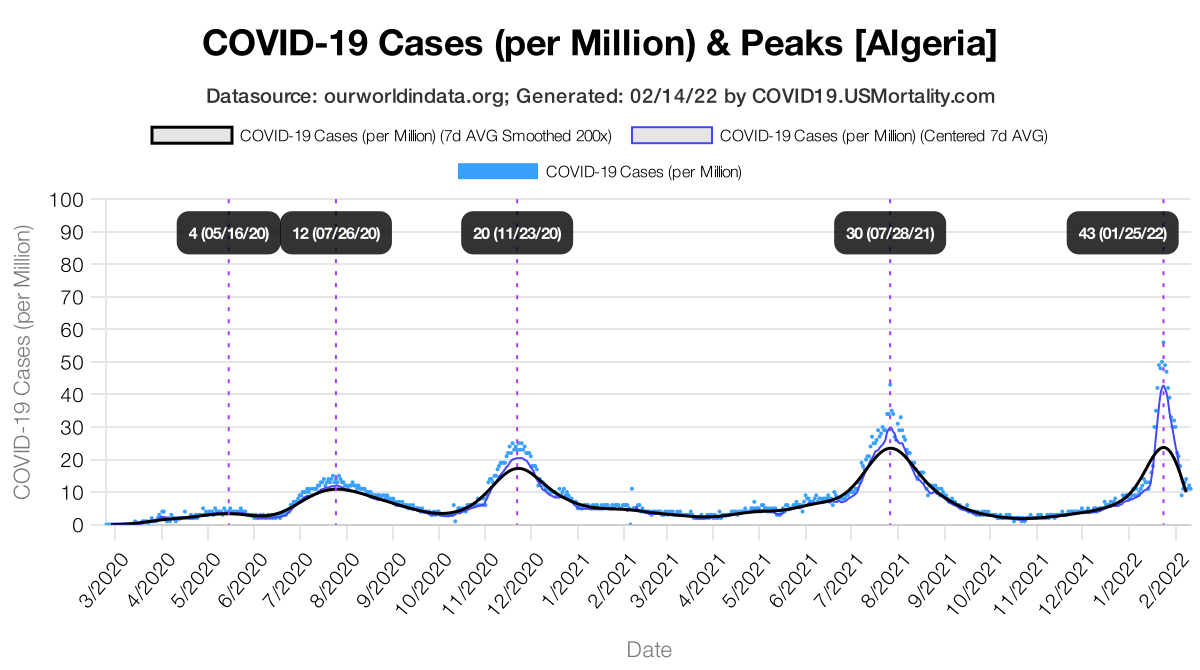 COVID-19 Cases (per Million) & Peaks [Algeria]
Datasource: ourworldindata.org; Generated: 02/14/22 by COVID19.USMortality.com
COVID-19 Cases (per Million) (7d AVG Smoothed 200x) COVID-19 Cases (per Million) (Centered 7d AVG)
COVID-19 Cases (per Million)
COVID-19 Cases (per Million)
100
90
80
70
60
50
40
30
20
10
0
4 (05/16/20) 12 (07/26/20) 20 (11/23/20) 30 (07/28/21) 43 (01/25/22)
3/2020 4/2020 5/2020 6/2020 7/2020 8/2020 9/2020 10/2020 11/2020 12/2020 1/2021 2/2021 3/2021 4/2021 5/2021 6/2021 7/2021 8/2021 9/2021 10/2021 11/2021 12/2021 1/2022 2/2022
Date